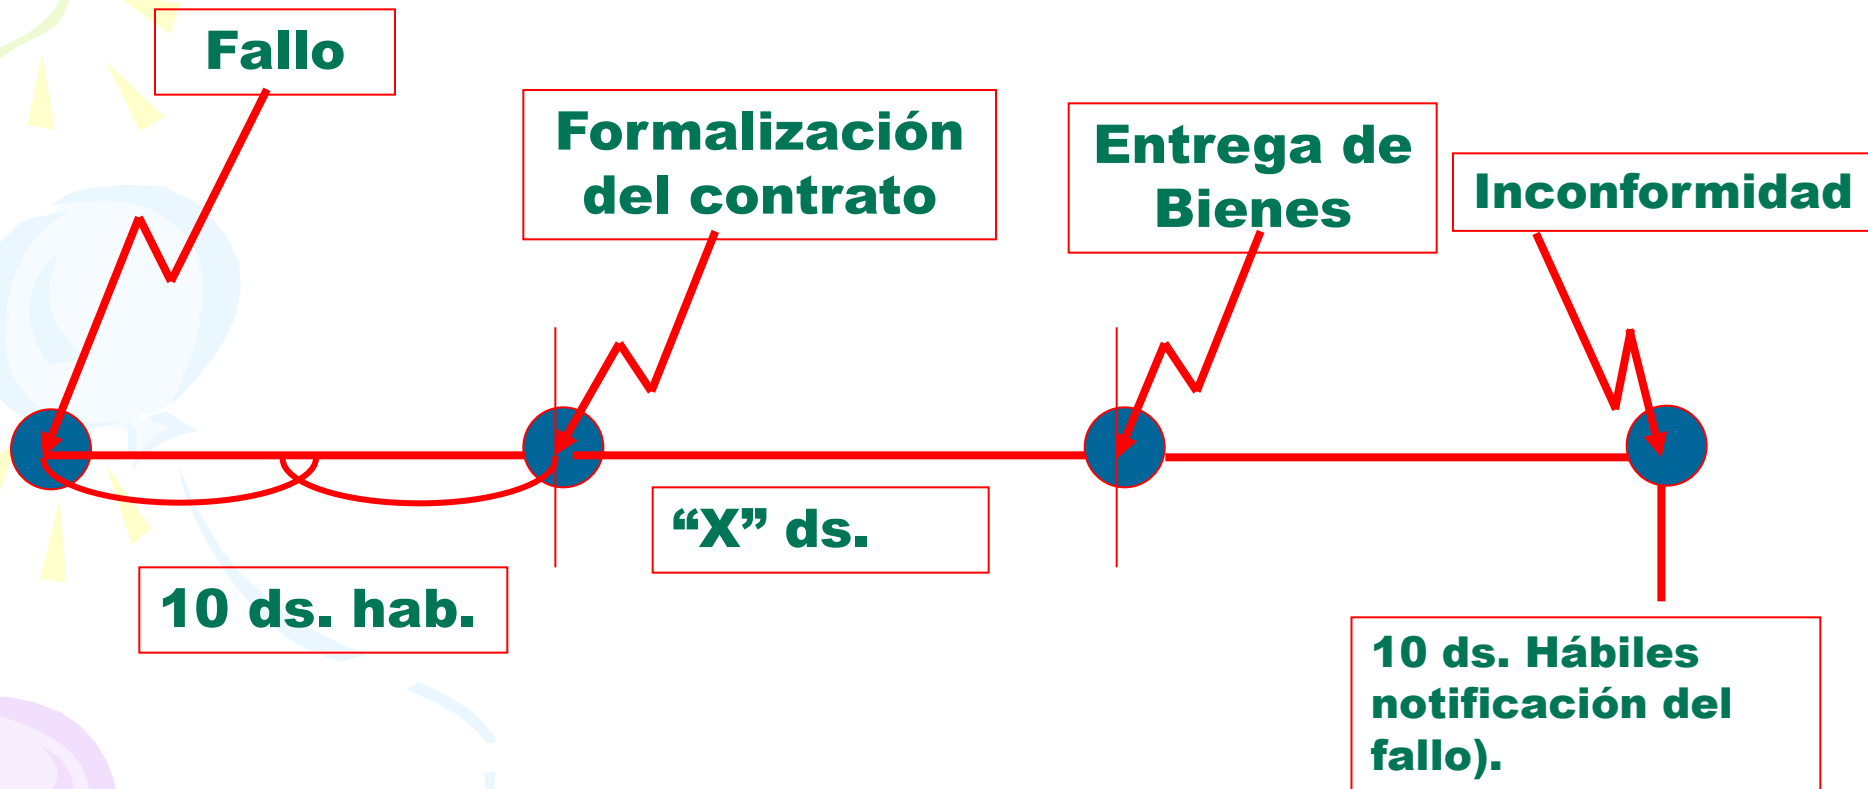 Fallo
Formalización
del contrato
Entrega de
Bienes
Inconformidad
“X” ds.
10 ds. hab.
10 ds. Hábiles
notificación del
fallo).